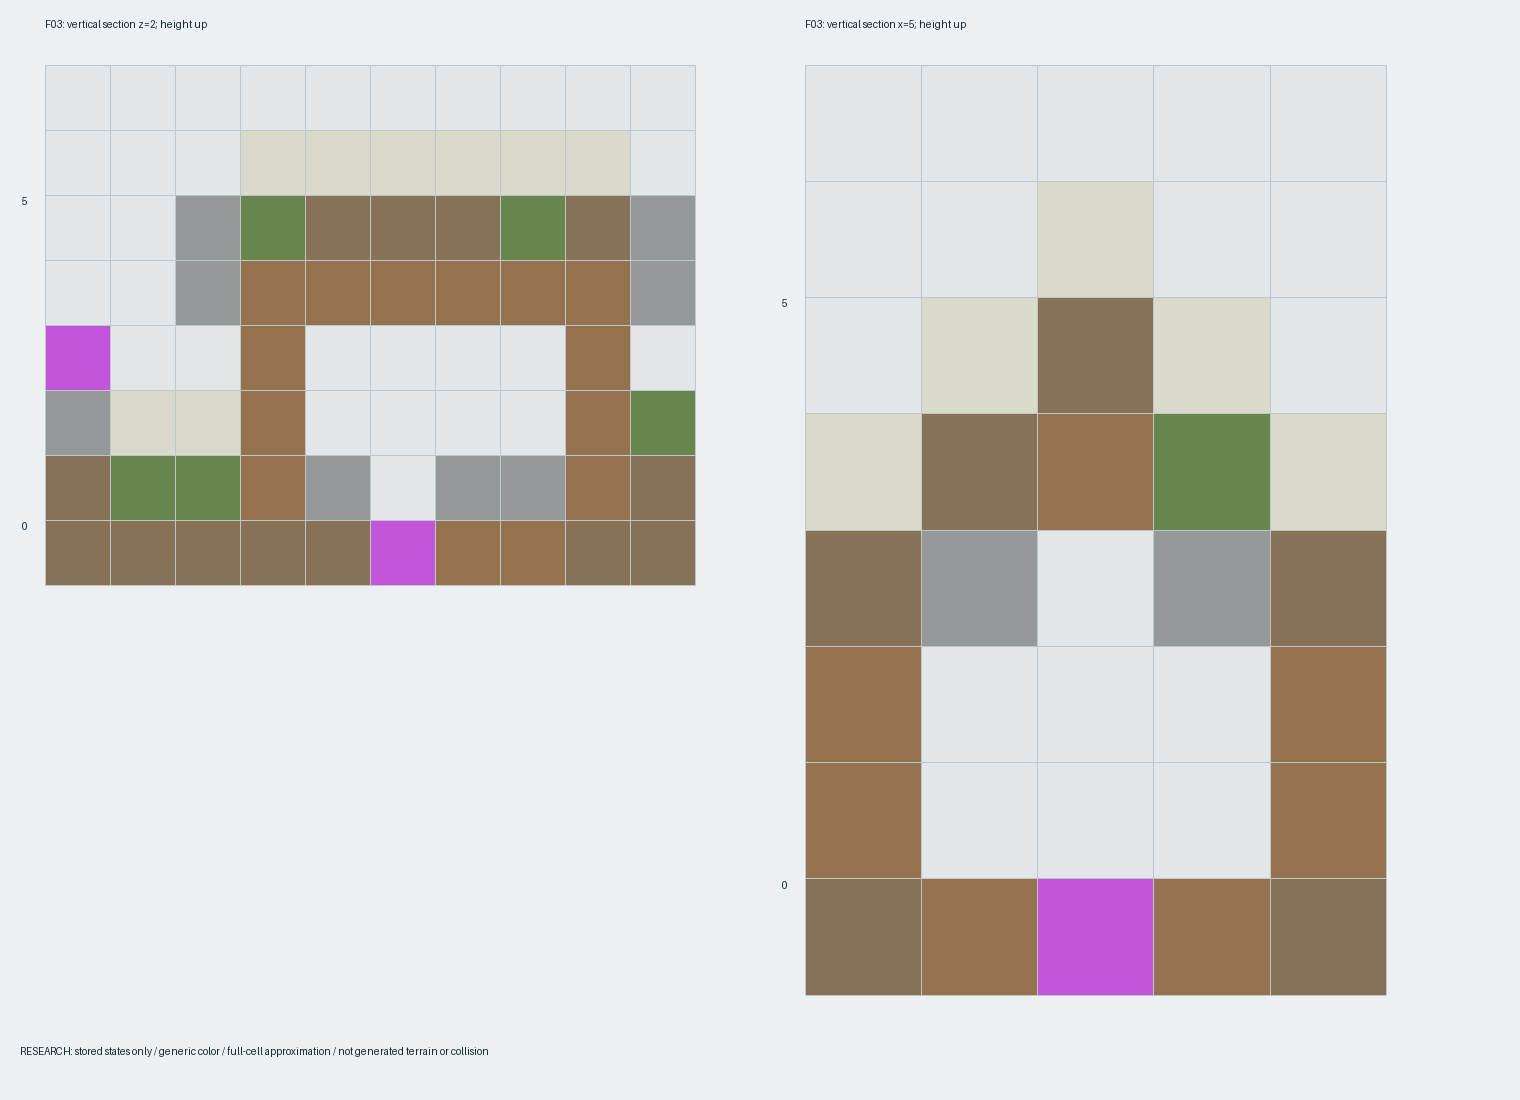 F03: vertical section z=2; height up
F03: vertical section x=5; height up
5
0
5
0
RESEARCH: stored states only / generic color / full-cell approximation / not generated terrain or collision